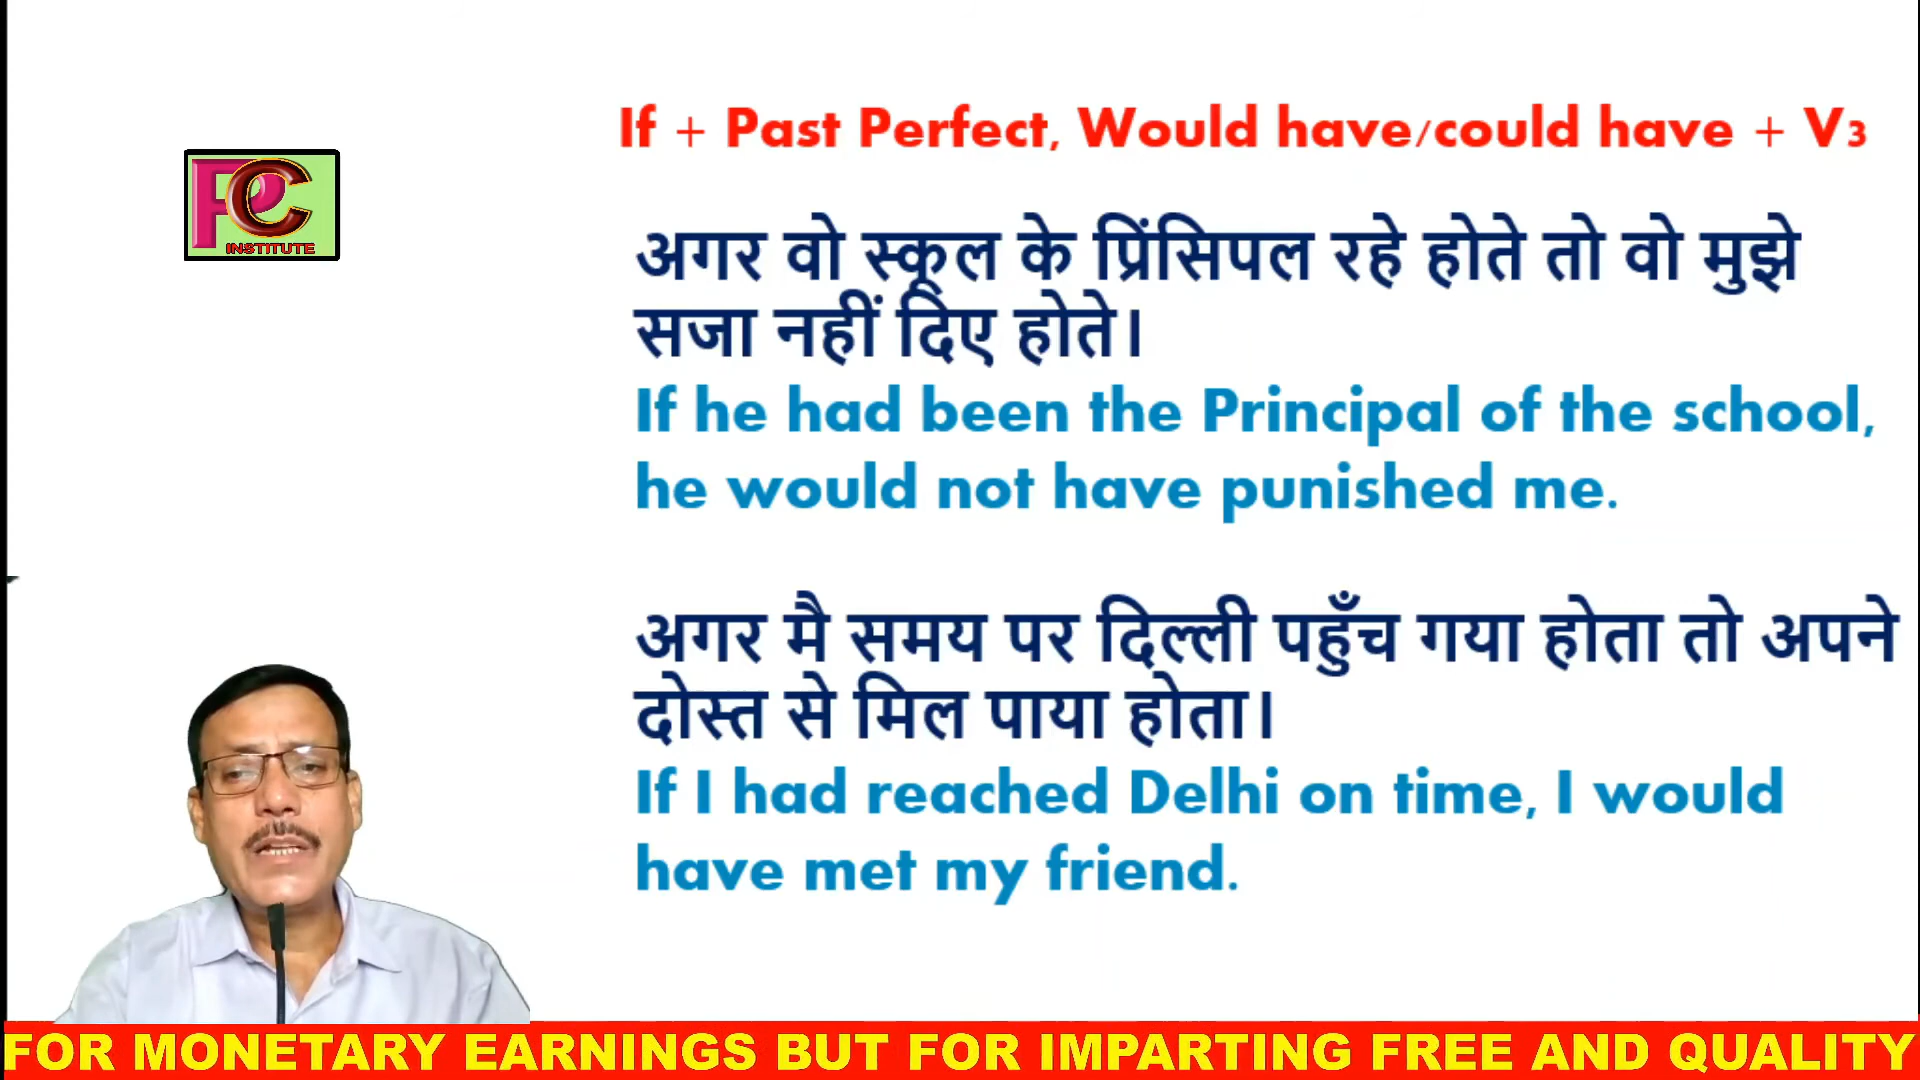 If + Past Perfect, Would have/could have + V3
PC
INSTITUTE
अगर वो स्कूल के प्रिंसिपल रहे होते तो वो मुझे
सजा नहीं दिए होते।
If he had been the Principal of the school,
he would not have punished me.
अगर मै समय पर दिल्ली पहुँच गया होता तो अपने
दोस्त से मिल पाया होता।
If I had reached Delhi on time, I would
have met my friend.
FOR MONETARY EARNINGS BUT FOR IMPARTING FREE AND QUALITY